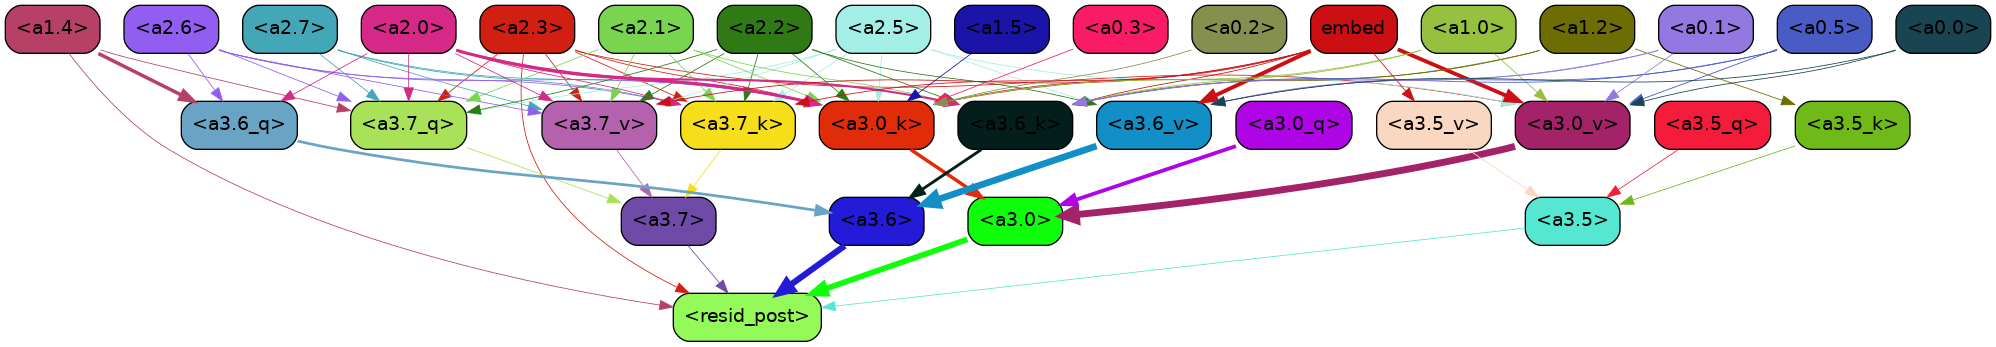 <a1.4> <a2.6> <a2.7> <a2.0> <a2.3> <a2.1> <a2.2> <a2.5> <a1.5> <a0.3> <a0.2> embed <a1.0> <a1.2> <a0.1> <a0.5> <a0.0>
<a3.6_q> <a3.7_q> <a3.7_v> <a3.7_k> <a3.0_k> <a3.6_k> <a3.6_v> <a3.0_q> <a3.5_v> <a3.0_v> <a3.5_q> <a3.5_k>
<a3.7> <a3.6> <a3.0> <a3.5>
<resid_post>